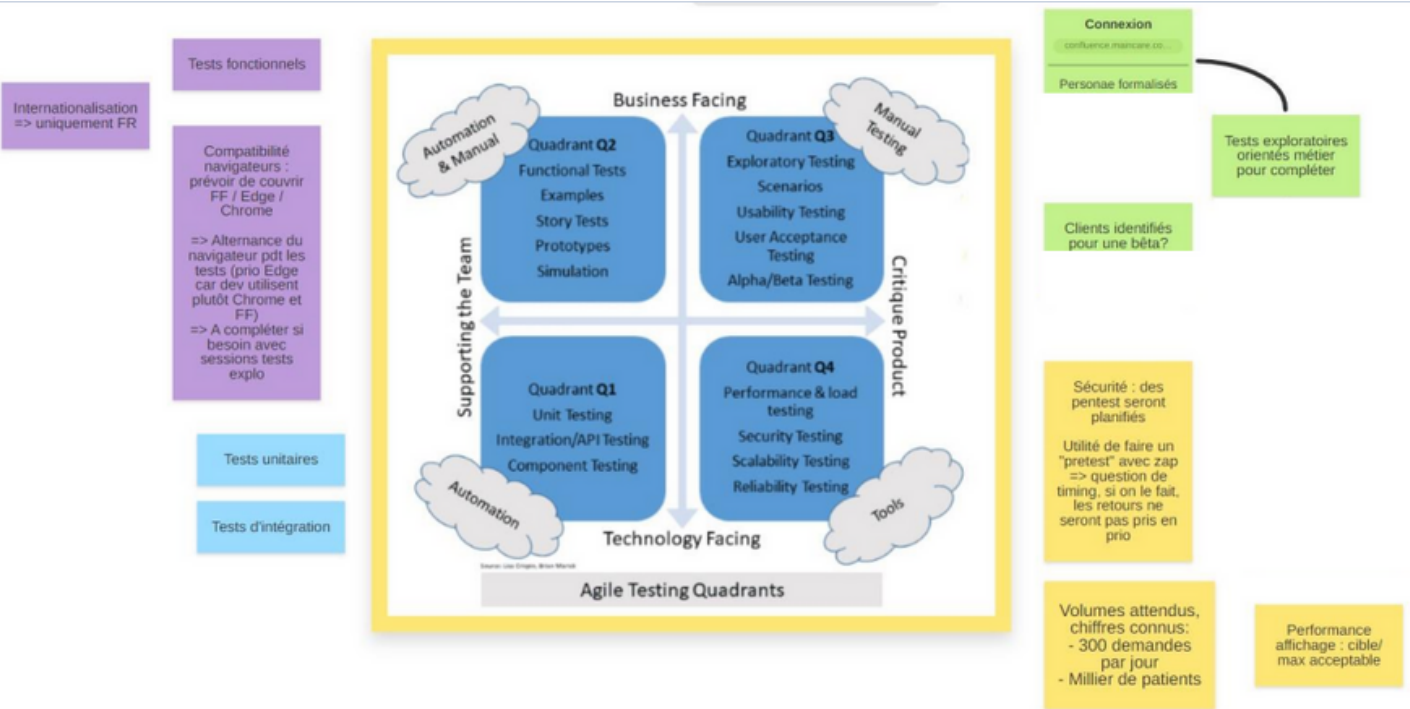 Tests fonctionnels
Internationalisation
=> uniquement FR
Compatibilité
navigateurs :
prévoir de couvrir
FF / Edge /
Chrome
=> Alternance du
navigateur pdt les
tests (prio Edge
car dev utilisent
plutôt Chrome et
FF)
=> A compléter si
besoin avec
sessions tests
explo
Tests unitaires
Tests d'intégration
Business Facing
Automation
& Manual
Quadrant Q2
Functional Tests
Examples
Story Tests
Prototypes
Simulation
Manual
Testing
Quadrant Q3
Exploratory Testing
Scenarios
Usability Testing
User Acceptance
Testing
Alpha/Beta Testing
Supporting the Team
Critique Product
Quadrant Q1
Unit Testing
Integration/API Testing
Component Testing
Automation
Quadrant Q4
Performance & load
testing
Security Testing
Scalability Testing
Reliability Testing
Tools
Technology Facing
Source: Lisa Crispin, Brian Marick
Agile Testing Quadrants
Connexion
confluence.maincare.co...
Personae formalisés
Tests exploratoires
orientés métier
pour compléter
Clients identifiés
pour une bêta?
Sécurité : des
pentest seront
planifiés
Utilité de faire un
"pretest" avec zap
=> question de
timing, si on le fait,
les retours ne
seront pas pris en
prio
Volumes attendus,
chiffres connus:
- 300 demandes
par jour
- Millier de patients
Performance
affichage : cible/
max acceptable